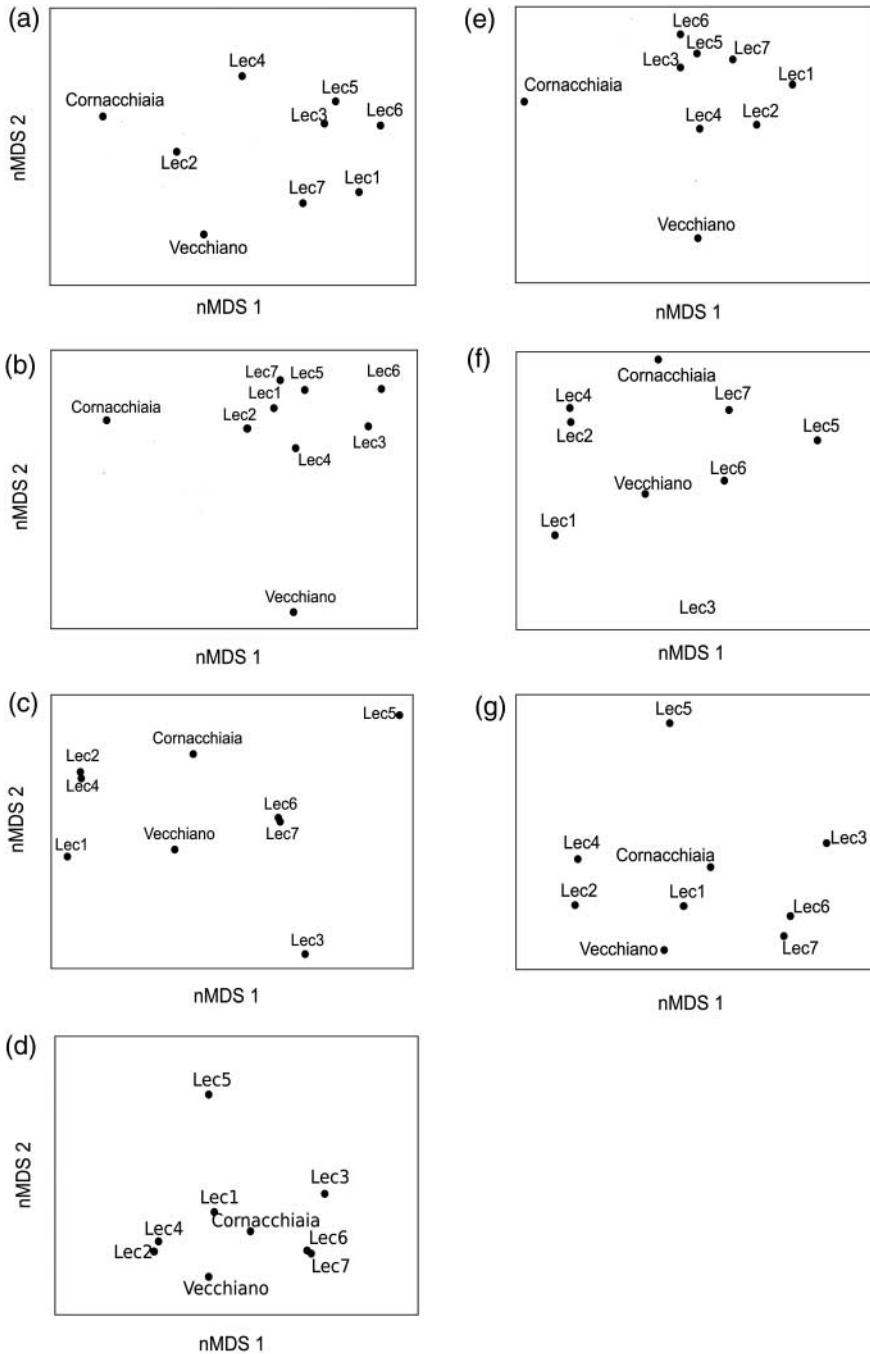 (a)
Lec4
Cornacchiaia
Lec5
Lec3
Lec6
Lec2
Lec1
Lec7
Vecchiano
nMDS 2
nMDS 1
(b)
Lec7
Lec5
Lec6
Cornacchiaia
Lec1
Lec2
Lec3
Lec4
Vecchiano
nMDS 2
nMDS 1
(c)
Lec5
Cornacchiaia
Lec2
Lec4
Lec6
Vecchiano
Lec7
Lec1
Lec3
nMDS 2
nMDS 1
(d)
Lec5
Lec3
Lec1
Cornacchiaia
Lec4
Lec2
Lec6
Lec7
Vecchiano
nMDS 2
nMDS 1
(e)
Lec6
Lec5
Lec7
Lec3
Lec1
Cornacchiaia
Lec4
Lec2
Vecchiano
nMDS 1
(f)
Cornacchiaia
Lec4
Lec7
Lec2
Lec5
Lec6
Vecchiano
Lec1
Lec3
nMDS 1
(g)
Lec5
Lec4
Lec3
Cornacchiaia
Lec2
Lec1
Lec6
Vecchiano
Lec7
nMDS 1